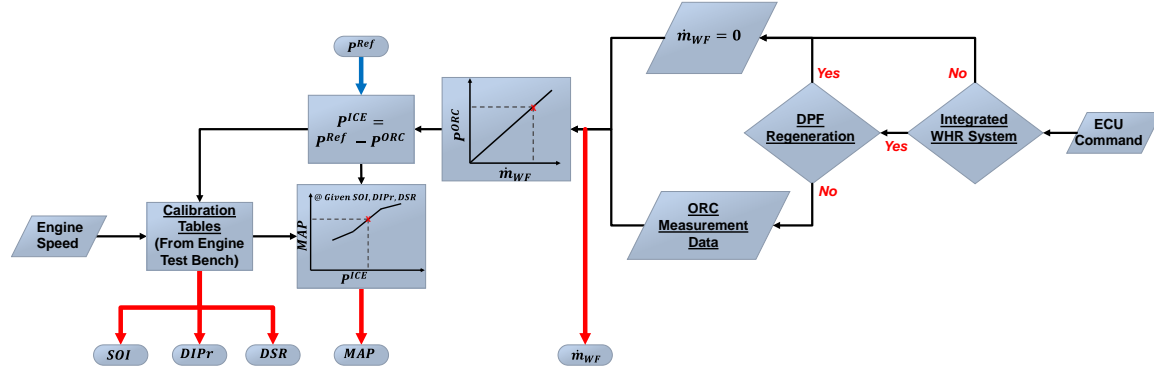 P^Ref
ṁ_WF = 0
P^ICE =
P^Ref − P^ORC
P^ORC
ṁ_WF
Yes
No
DPF
Regeneration
Integrated
WHR System
Yes
ECU
Command
No
ORC
Measurement
Data
Engine
Speed
Calibration
Tables
(From Engine
Test Bench)
@ Given SOI, DIPr, DSR
MAP
P^ICE
SOI
DIPr
DSR
MAP
ṁ_WF